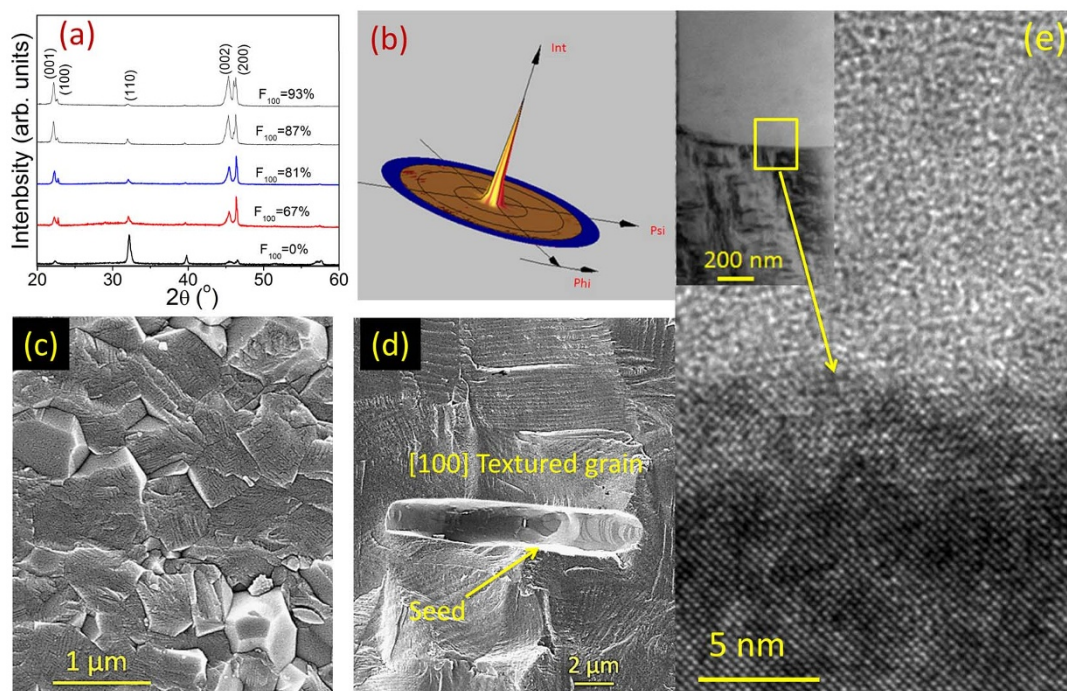 (a)
Intenbsity (arb. units)
(001)
(100)
(110)
(002)
(200)
F100=93%
F100=87%
F100=81%
F100=67%
F100=0%
20 30 40 50 60
2θ (°)
(b)
Int
Psi
Phi
(c)
1 μm
(d)
[100] Textured grain
Seed
2 μm
(e)
200 nm
5 nm